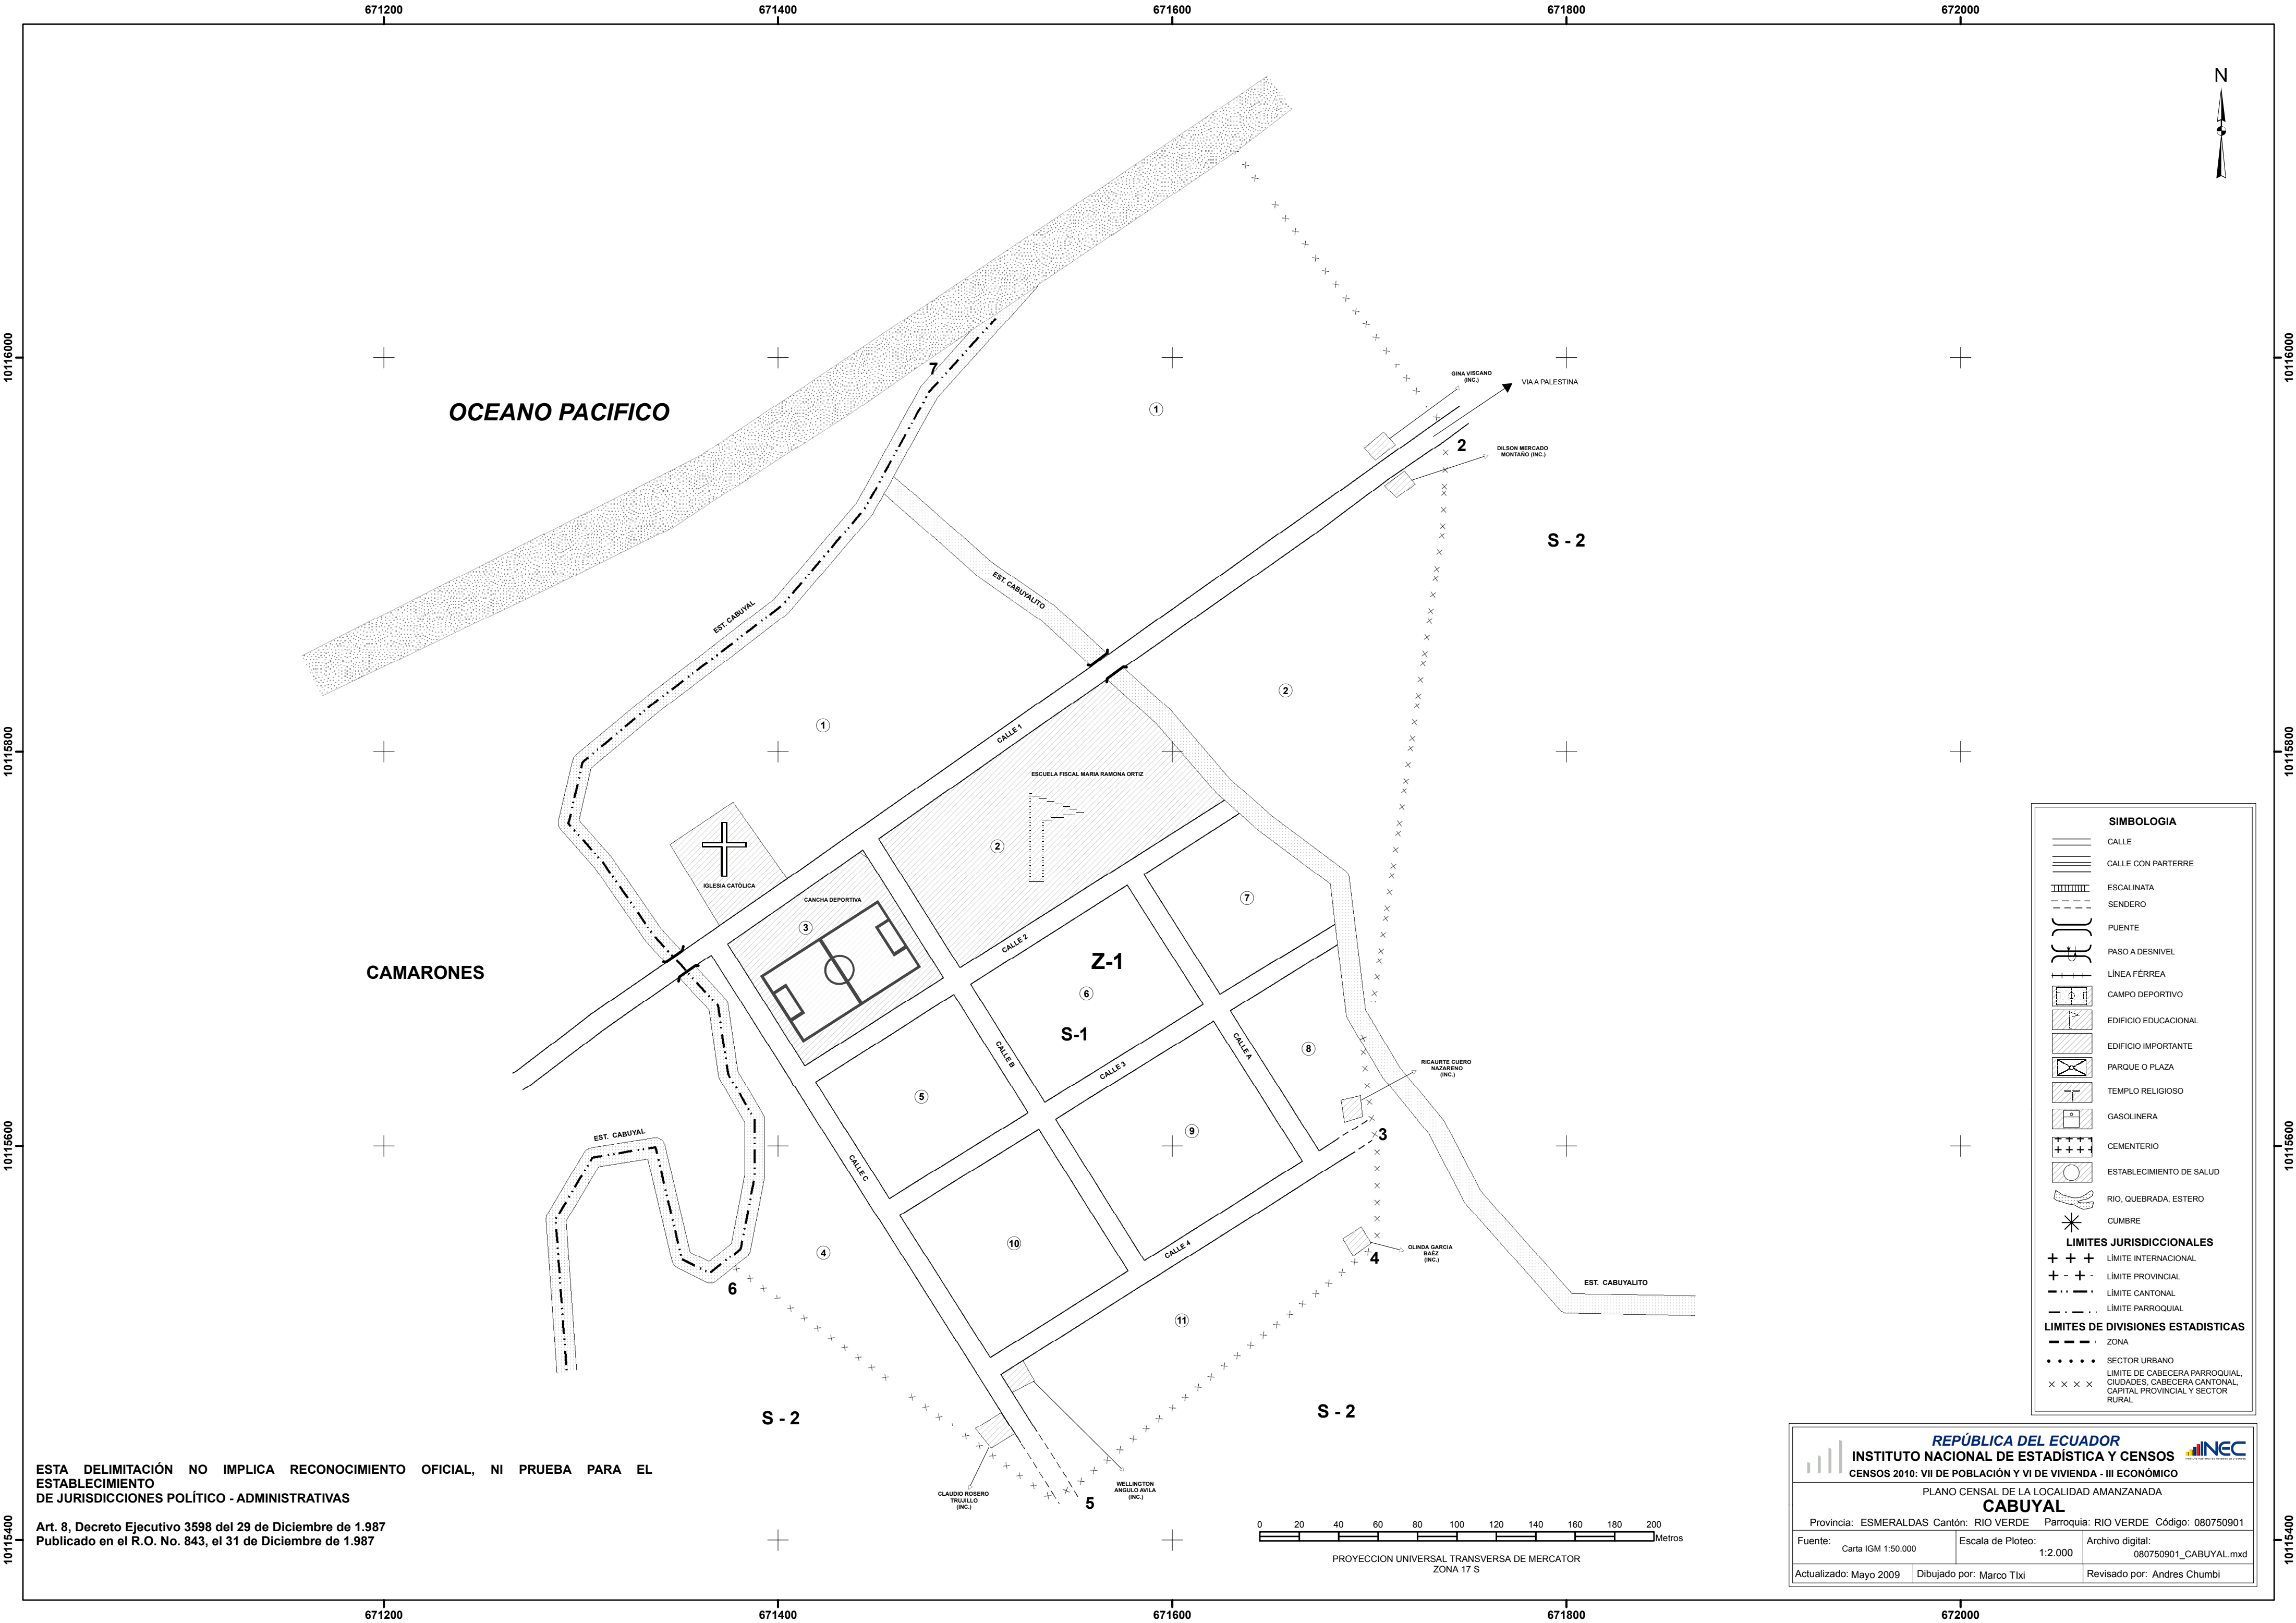 671200
671400
671600
671800
672000
N
10116000
10116000
7
OCEANO PACIFICO
GINA VISCANO
(INC.)
VIA A PALESTINA
1
2
DILSON MERCADO
MONTAÑO (INC.)
S - 2
EST. CABUYALITO
EST. CABUYAL
2
1
CALLE 1
10115800
10115800
ESCUELA FISCAL MARIA RAMONA ORTIZ
2
IGLESIA CATÓLICA
CANCHA DEPORTIVA
3
7
CALLE 2
Z-1
CAMARONES
6
S-1
CALLE B
CALLE A
8
CALLE 3
RICAURTE CUERO
NAZARENO
(INC.)
5
9
3
EST. CABUYAL
10115600
10115600
CALLE C
10
4
CALLE 4
OLINDA GARCIA
BAÉZ
(INC.)
4
6
EST. CABUYALITO
11
S - 2
S - 2
CLAUDIO ROSERO
TRUJILLO
(INC.)
WELLINGTON
ANGULO AVILA
(INC.)
5
SIMBOLOGIA
CALLE
CALLE CON PARTERRE
ESCALINATA
SENDERO
PUENTE
PASO A DESNIVEL
LÍNEA FÉRREA
CAMPO DEPORTIVO
EDIFICIO EDUCACIONAL
EDIFICIO IMPORTANTE
PARQUE O PLAZA
TEMPLO RELIGIOSO
GASOLINERA
CEMENTERIO
ESTABLECIMIENTO DE SALUD
RIO, QUEBRADA, ESTERO
CUMBRE
LIMITES JURISDICCIONALES
LÍMITE INTERNACIONAL
LÍMITE PROVINCIAL
LÍMITE CANTONAL
LÍMITE PARROQUIAL
LIMITES DE DIVISIONES ESTADISTICAS
ZONA
SECTOR URBANO
LIMITE DE CABECERA PARROQUIAL,
CIUDADES, CABECERA CANTONAL,
CAPITAL PROVINCIAL Y SECTOR
RURAL
ESTA DELIMITACIÓN NO IMPLICA RECONOCIMIENTO OFICIAL, NI PRUEBA PARA EL
ESTABLECIMIENTO
DE JURISDICCIONES POLÍTICO - ADMINISTRATIVAS
Art. 8, Decreto Ejecutivo 3598 del 29 de Diciembre de 1.987
Publicado en el R.O. No. 843, el 31 de Diciembre de 1.987
0 20 40 60 80 100 120 140 160 180 200
Metros
PROYECCION UNIVERSAL TRANSVERSA DE MERCATOR
ZONA 17 S
REPÚBLICA DEL ECUADOR
INSTITUTO NACIONAL DE ESTADÍSTICA Y CENSOS
INEC
CENSOS 2010: VII DE POBLACIÓN Y VI DE VIVIENDA - III ECONÓMICO
PLANO CENSAL DE LA LOCALIDAD AMANZANADA
CABUYAL
Provincia: ESMERALDAS Cantón: RIO VERDE Parroquia: RIO VERDE Código: 080750901
Fuente: Carta IGM 1:50.000
Escala de Ploteo: 1:2.000
Archivo digital: 080750901_CABUYAL.mxd
Actualizado: Mayo 2009
Dibujado por: Marco TIxi
Revisado por: Andres Chumbi
10115400
10115400
671200
671400
671600
671800
672000